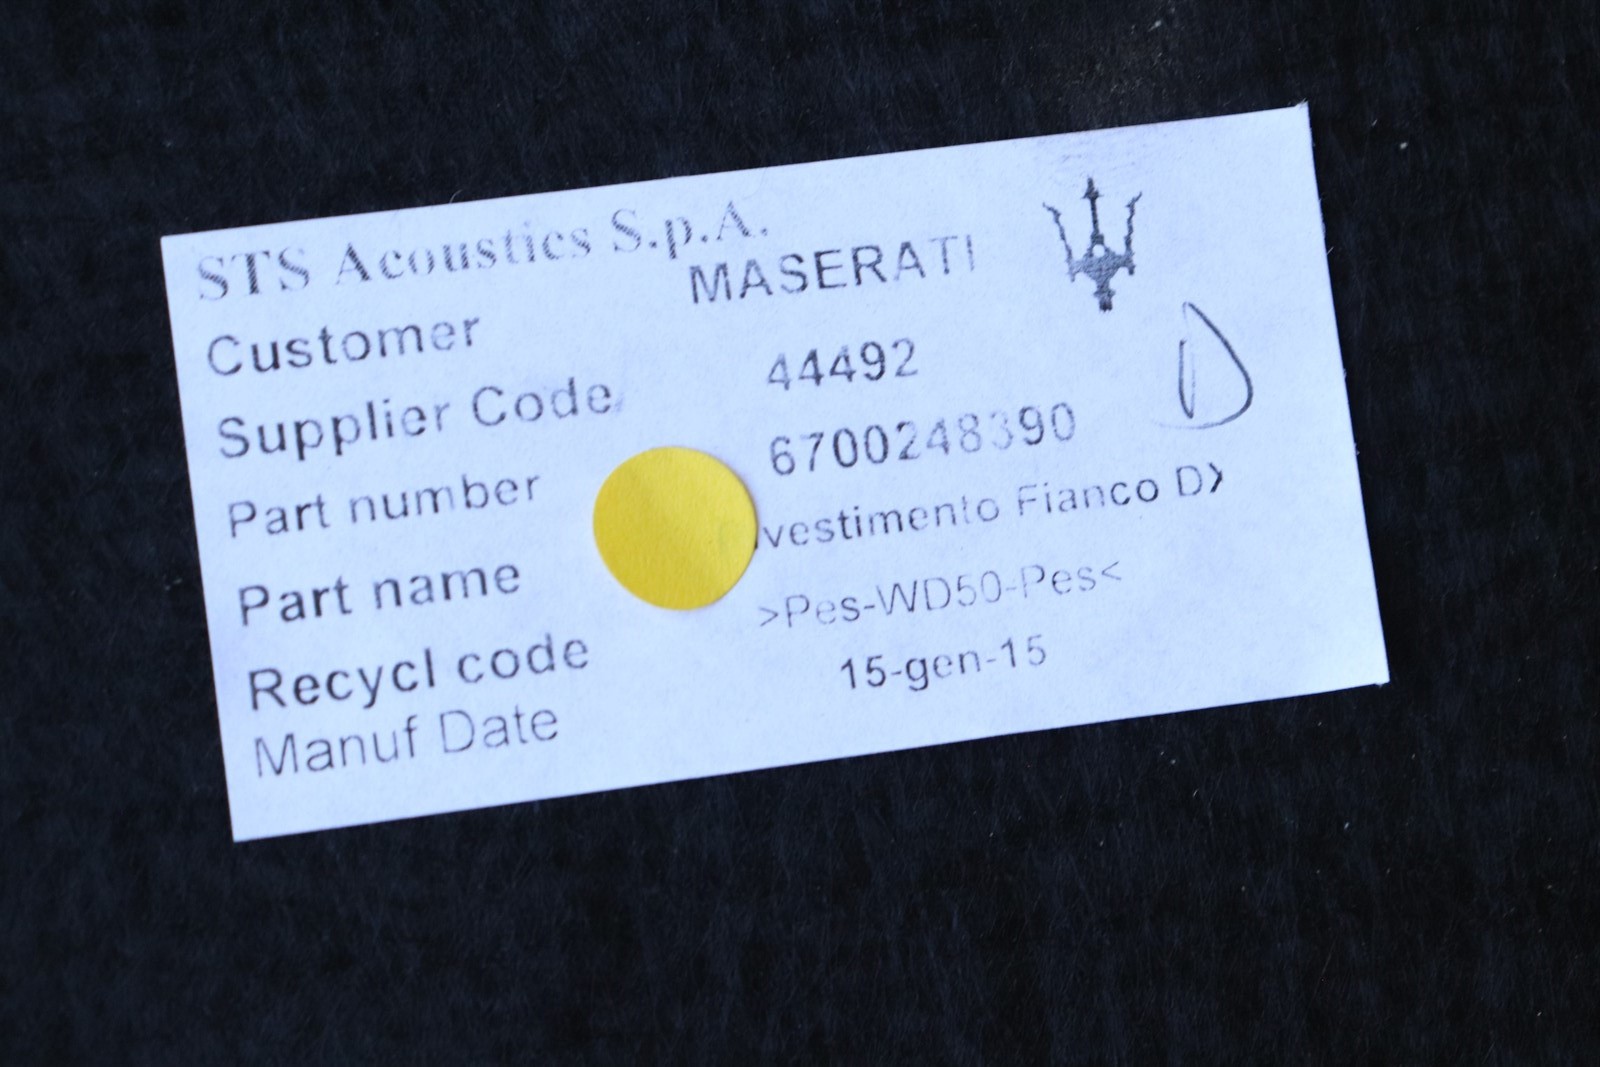 STS Acoustics S.p.A.
Customer MASERATI
Supplier Code 44492
D
Part number 6700248390
Part name vestimento Fianco D
Recycl code >Pes-WD50-Pes<
Manuf Date 15-gen-15